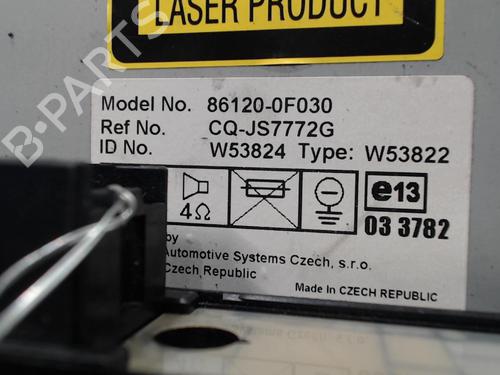 LASER PRODUCT
B-PARTS
Model No. 86120-0F030
Ref No. CQ-JS7772G
ID No. W53824 Type: W53822
4Ω
e13
03 3782
by
Automotive Systems Czech, s.r.o.
Czech Republic
Made in CZECH REPUBLIC